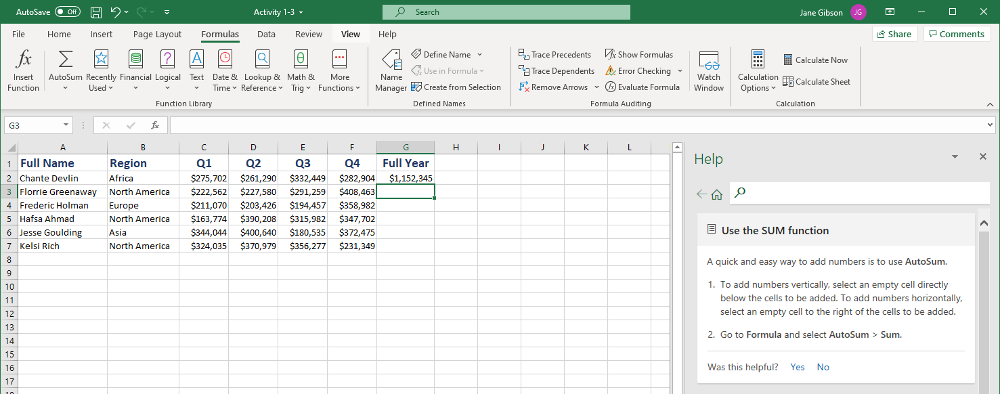 AutoSave Off Activity 1-3 Search Jane Gibson JG
File Home Insert Page Layout Formulas Data Review View Help Share Comments
fx Σ A θ ?
Insert Function AutoSum Recently Used Financial Logical Text Date & Time Lookup & Reference Math & Trig More Functions
Function Library
Name Manager Define Name
Use in Formula
Create from Selection
Defined Names
Trace Precedents Show Formulas
Trace Dependents Error Checking
Remove Arrows Evaluate Formula
Watch Window
Formula Auditing
Calculation Options Calculate Now
Calculate Sheet
Calculation
G3 fx
A B C D E F G H I J K L
1 Full Name Region Q1 Q2 Q3 Q4 Full Year
2 Chante Devlin Africa $275,702 $261,290 $332,449 $282,904 $1,152,345
3 Florrie Greenaway North America $222,562 $227,580 $291,259 $408,463
4 Frederic Holman Europe $211,070 $203,426 $194,457 $358,982
5 Hafsa Ahmad North America $163,774 $390,208 $315,982 $347,702
6 Jesse Goulding Asia $344,044 $400,640 $180,535 $372,475
7 Kelsi Rich North America $324,035 $370,979 $356,277 $231,349
8
9
10
11
12
13
14
15
16
17
18
Help
Use the SUM function
A quick and easy way to add numbers is to use AutoSum.
1. To add numbers vertically, select an empty cell directly
below the cells to be added. To add numbers horizontally,
select an empty cell to the right of the cells to be added.
2. Go to Formula and select AutoSum > Sum.
Was this helpful? Yes No